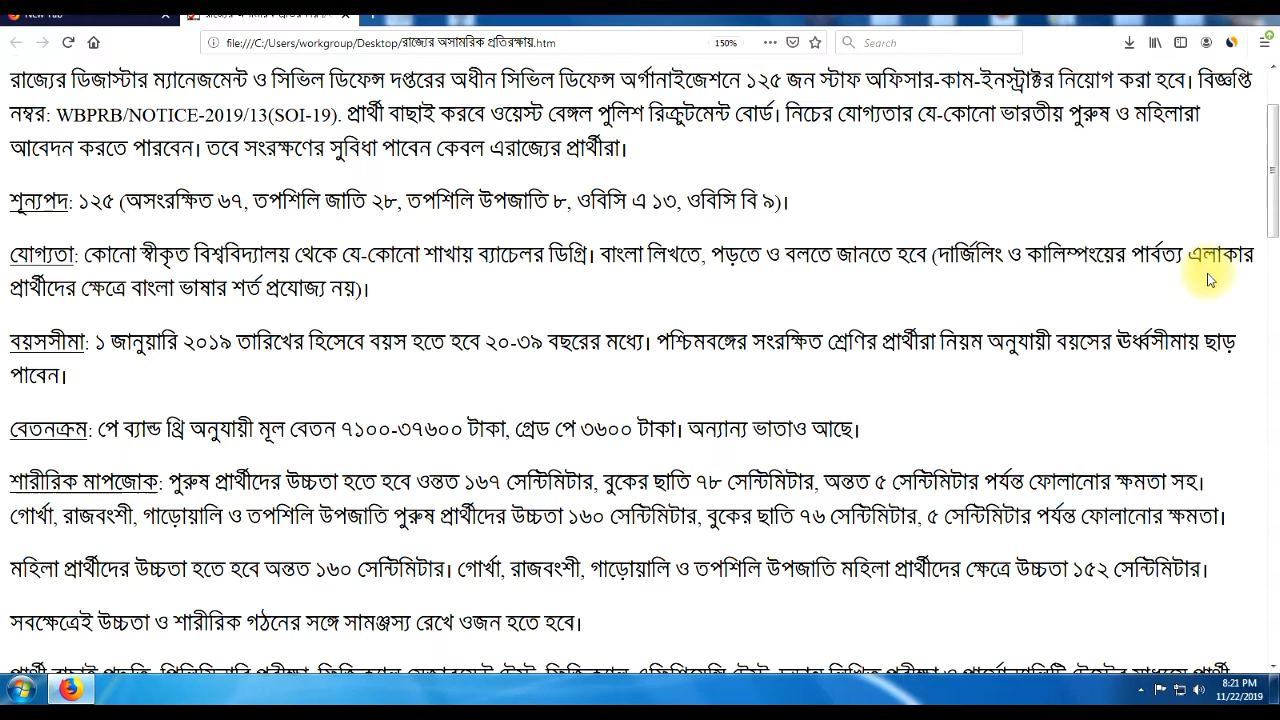 New Tab
file:///C:/Users/workgroup/Desktop/রাজ্যের অসামরিক প্রতিরক্ষায়.htm 150% Search
রাজ্যের ডিজাস্টার ম্যানেজমেন্ট ও সিভিল ডিফেন্স দপ্তরের অধীন সিভিল ডিফেন্স অর্গানাইজেশনে ১২৫ জন স্টাফ অফিসার-কাম-ইনস্ট্রাক্টর নিয়োগ করা হবে। বিজ্ঞপ্তি
নম্বর: WBPRB/NOTICE-2019/13(SOI-19). প্রার্থী বাছাই করবে ওয়েস্ট বেঙ্গল পুলিশ রিক্রুটমেন্ট বোর্ড। নিচের যোগ্যতার যে-কোনো ভারতীয় পুরুষ ও মহিলারা
আবেদন করতে পারবেন। তবে সংরক্ষণের সুবিধা পাবেন কেবল এরাজ্যের প্রার্থীরা।
শূন্যপদ: ১২৫ (অসংরক্ষিত ৬৭, তপশিলি জাতি ২৮, তপশিলি উপজাতি ৮, ওবিসি এ ১৩, ওবিসি বি ৯)।
যোগ্যতা: কোনো স্বীকৃত বিশ্ববিদ্যালয় থেকে যে-কোনো শাখায় ব্যাচেলর ডিগ্রি। বাংলা লিখতে, পড়তে ও বলতে জানতে হবে (দার্জিলিং ও কালিম্পংয়ের পার্বত্য এলাকার
প্রার্থীদের ক্ষেত্রে বাংলা ভাষার শর্ত প্রযোজ্য নয়)।
বয়সসীমা: ১ জানুয়ারি ২০১৯ তারিখের হিসেবে বয়স হতে হবে ২০-৩৯ বছরের মধ্যে। পশ্চিমবঙ্গের সংরক্ষিত শ্রেণির প্রার্থীরা নিয়ম অনুযায়ী বয়সের ঊর্ধ্বসীমায় ছাড়
পাবেন।
বেতনক্রম: পে ব্যান্ড থ্রি অনুযায়ী মূল বেতন ৭১০০-৩৭৬০০ টাকা, গ্রেড পে ৩৬০০ টাকা। অন্যান্য ভাতাও আছে।
শারীরিক মাপজোক: পুরুষ প্রার্থীদের উচ্চতা হতে হবে ওন্তত ১৬৭ সেন্টিমিটার, বুকের ছাতি ৭৮ সেন্টিমিটার, অন্তত ৫ সেন্টিমিটার পর্যন্ত ফোলানোর ক্ষমতা সহ।
গোর্খা, রাজবংশী, গাড়োয়ালি ও তপশিলি উপজাতি পুরুষ প্রার্থীদের উচ্চতা ১৬০ সেন্টিমিটার, বুকের ছাতি ৭৬ সেন্টিমিটার, ৫ সেন্টিমিটার পর্যন্ত ফোলানোর ক্ষমতা।
মহিলা প্রার্থীদের উচ্চতা হতে হবে অন্তত ১৬০ সেন্টিমিটার। গোর্খা, রাজবংশী, গাড়োয়ালি ও তপশিলি উপজাতি মহিলা প্রার্থীদের ক্ষেত্রে উচ্চতা ১৫২ সেন্টিমিটার।
সবক্ষেত্রেই উচ্চতা ও শারীরিক গঠনের সঙ্গে সামঞ্জস্য রেখে ওজন হতে হবে।
8:21 PM
11/22/2019